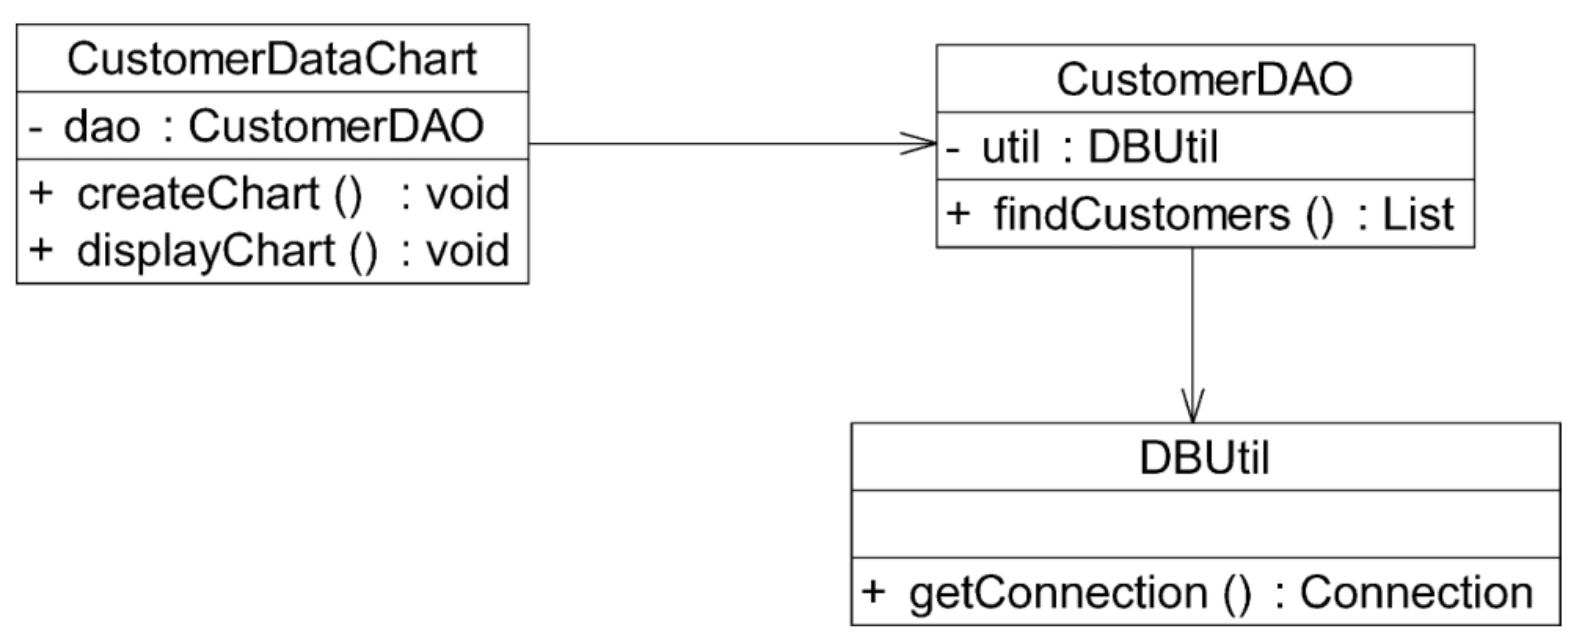 CustomerDataChart
- dao : CustomerDAO
+ createChart () : void
+ displayChart () : void
CustomerDAO
- util : DBUtil
+ findCustomers () : List
DBUtil
+ getConnection () : Connection